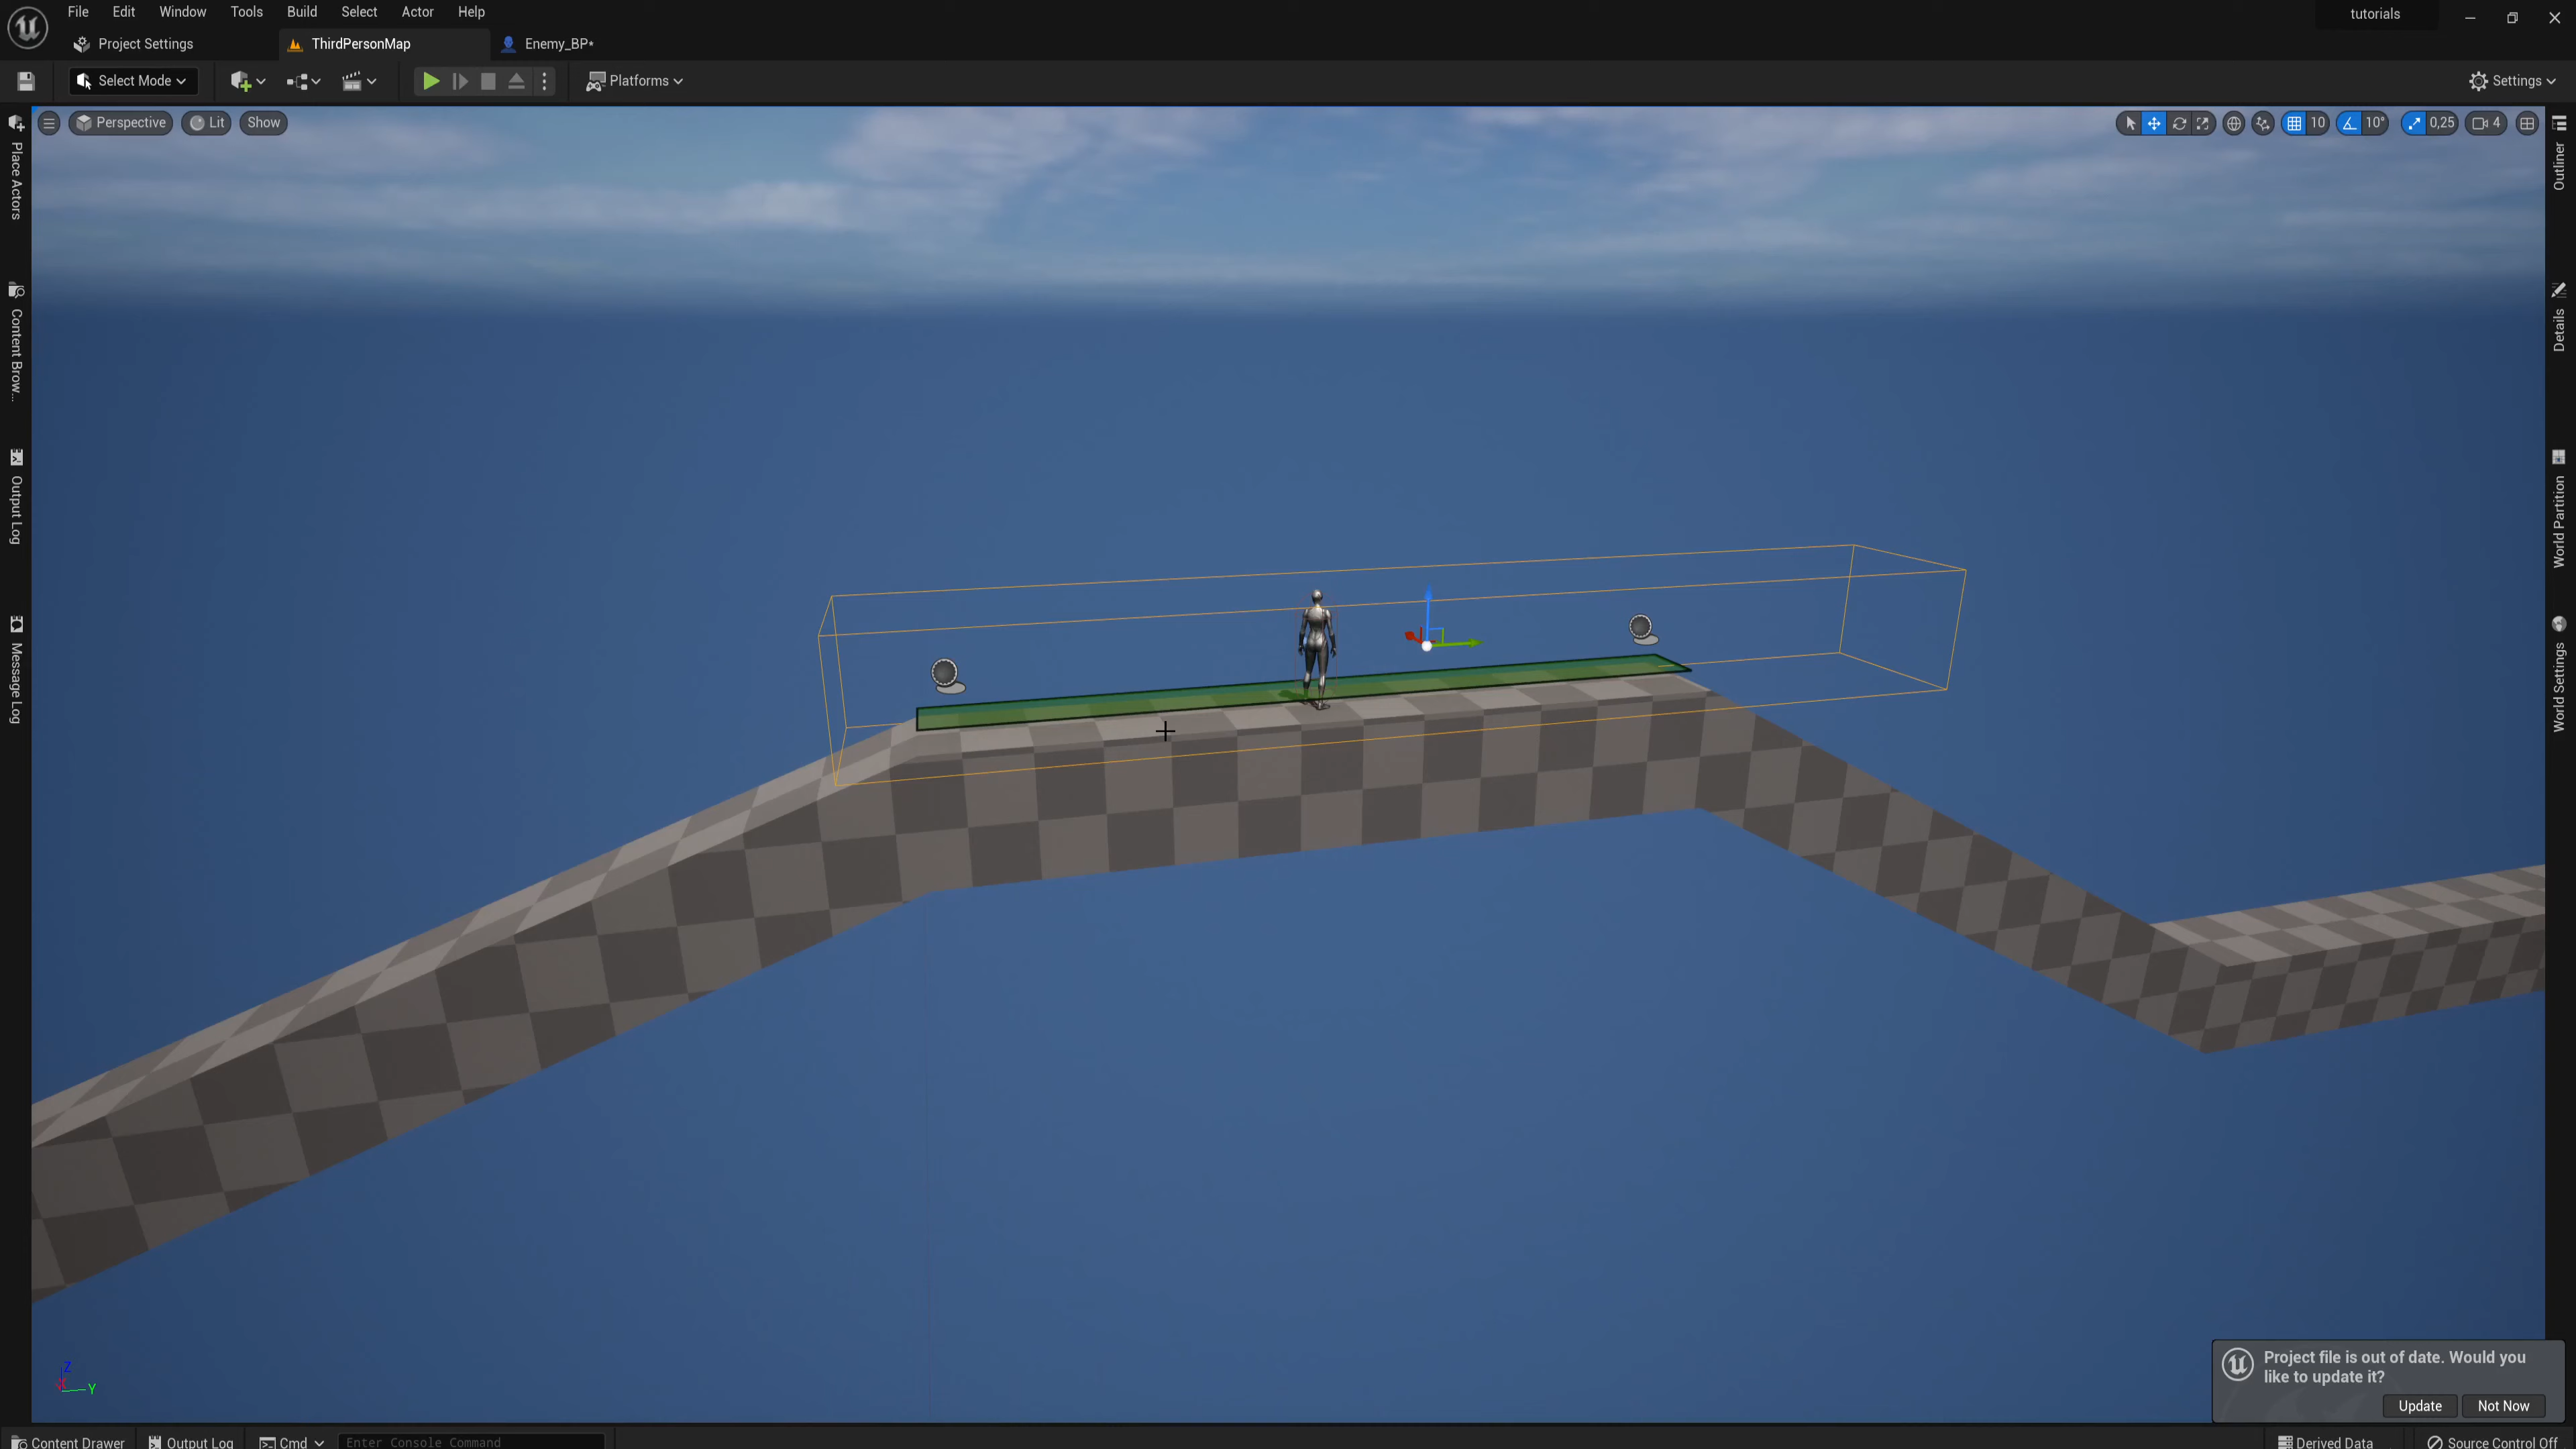 File Edit Window Tools Build Select Actor Help
tutorials
Project Settings
ThirdPersonMap
Enemy_BP*
Select Mode
Platforms
Settings
Perspective
Lit
Show
10
10°
0,25
4
Place Actors
Content Brow...
Output Log
Message Log
Outliner
Details
World Partition
World Settings
Z
Y
Project file is out of date. Would you
like to update it?
Update
Not Now
Content Drawer
Output Log
Cmd
Enter Console Command
Derived Data
Source Control Off